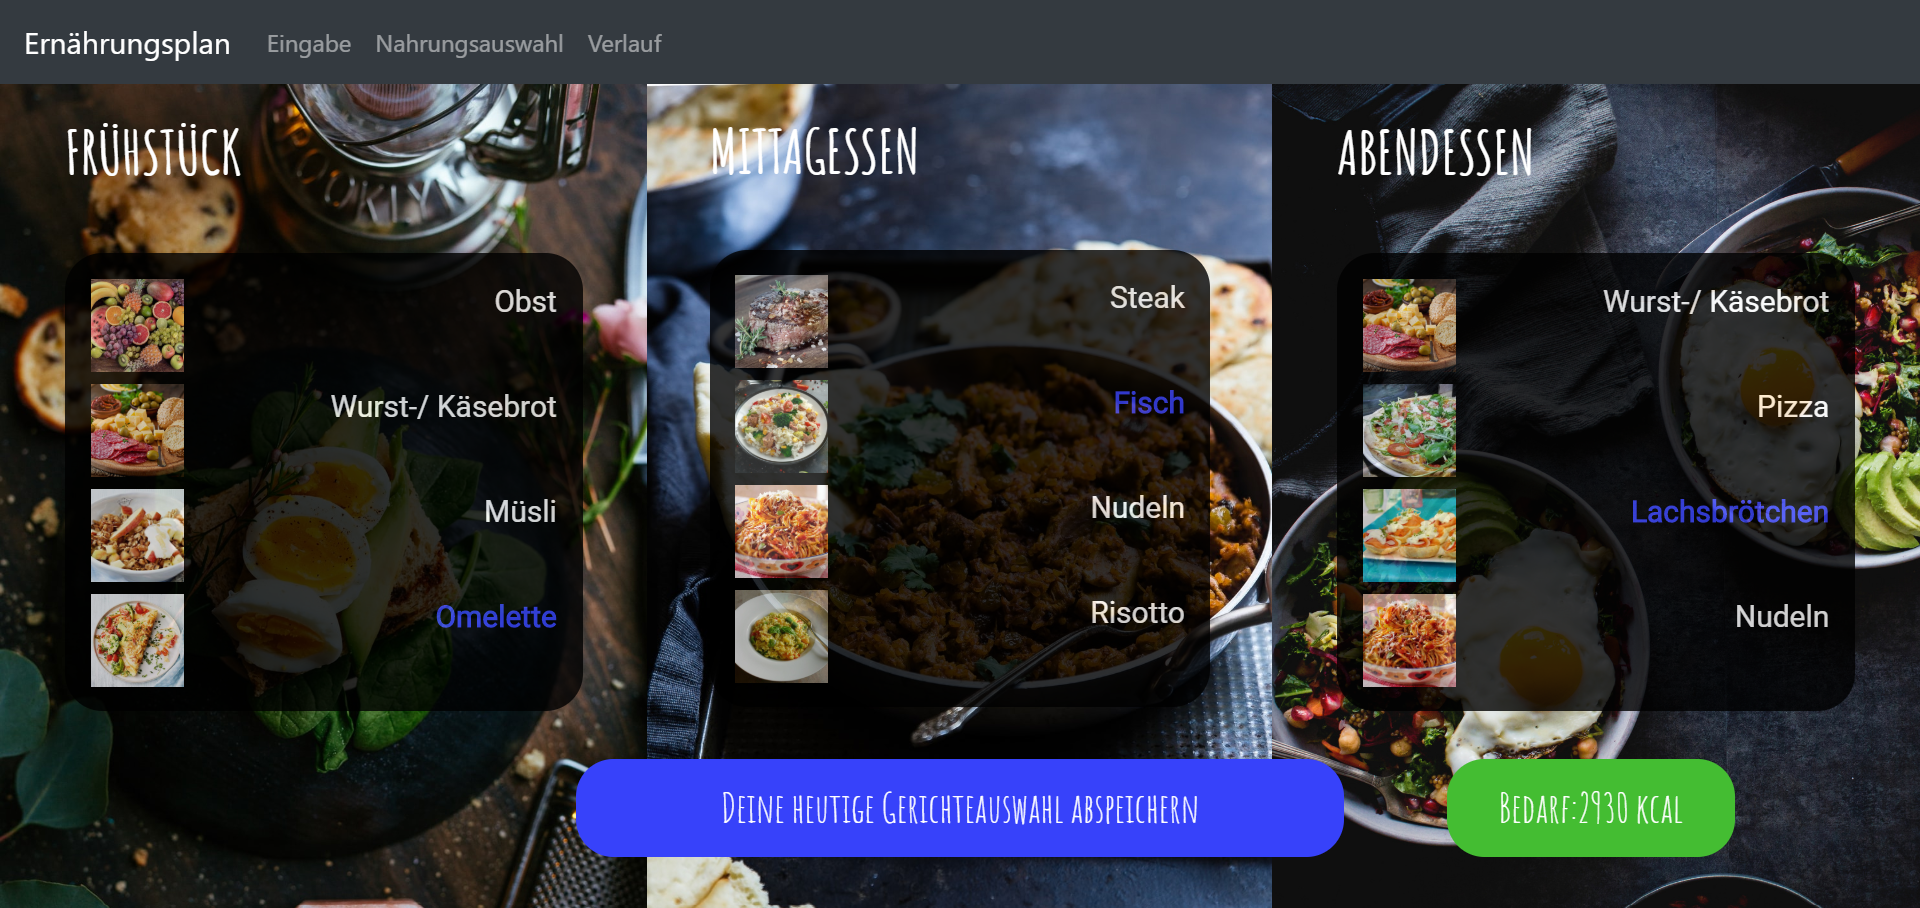 Ernährungsplan Eingabe Nahrungsauswahl Verlauf
FRÜHSTÜCK
Obst
Wurst-/ Käsebrot
Müsli
Omelette
MITTAGESSEN
Steak
Fisch
Nudeln
Risotto
ABENDESSEN
Wurst-/ Käsebrot
Pizza
Lachsbrötchen
Nudeln
Deine heutige Gerichteauswahl abspeichern
Bedarf:2930 kcal